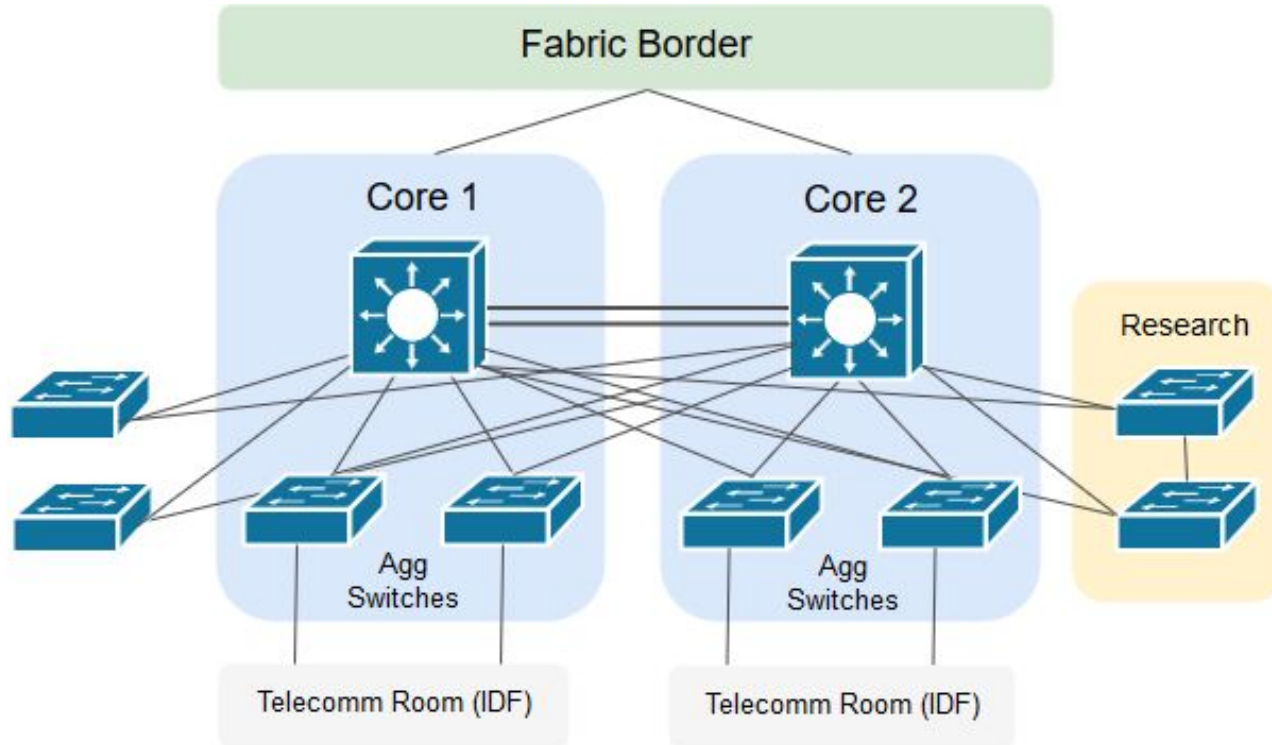 Fabric Border
Core 1
Core 2
Research
Agg
Switches
Agg
Switches
Telecomm Room (IDF)
Telecomm Room (IDF)